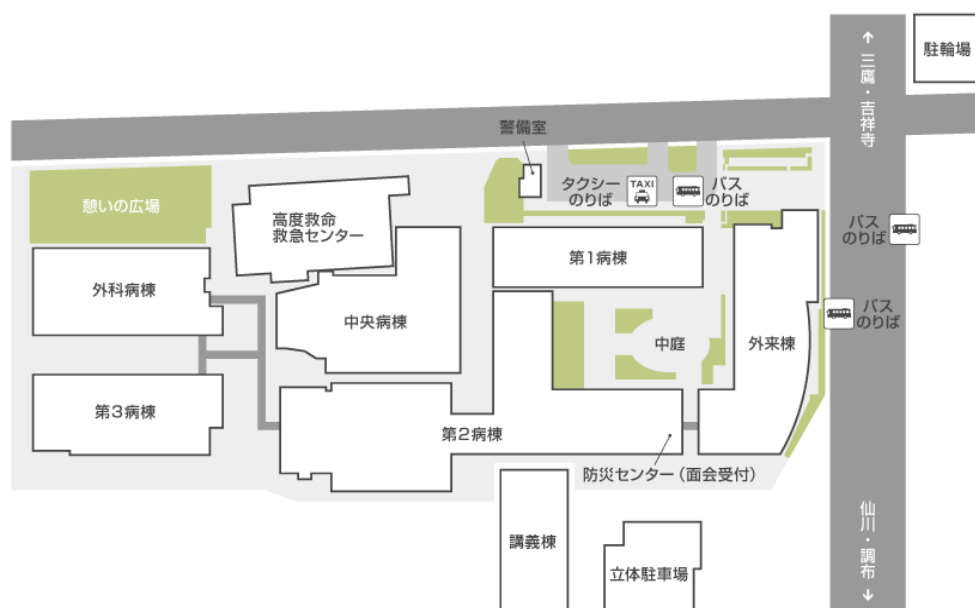 ↑三鷹・吉祥寺
駐輪場
警備室
タクシー
のりば
TAXI
バス
のりば
憩いの広場
高度救命
救急センター
バス
のりば
第1病棟
外科病棟
中央病棟
中庭
外来棟
バス
のりば
第3病棟
第2病棟
防災センター（面会受付）
講義棟
立体駐車場
仙川・調布↓